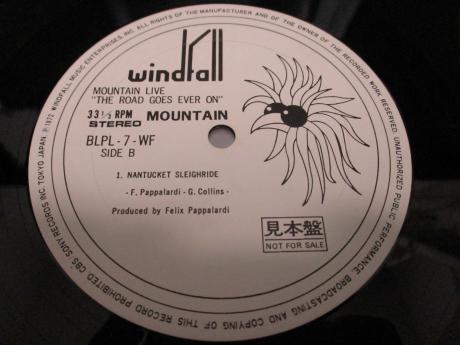 windfall
MOUNTAIN LIVE
"THE ROAD GOES EVER ON"
33 1/3 RPM
STEREO
MOUNTAIN
BLPL-7-WF
SIDE B
1. NANTUCKET SLEIGHRIDE
- F. Pappalardi - G. Collins -
Produced by Felix Pappalardi
見本盤
NOT FOR SALE
℗ 1972 WINDFALL MUSIC ENTERPRISES, INC. ALL RIGHTS OF THE MANUFACTURER AND OF THE OWNER OF THE RECORDED WORK RESERVED. UNAUTHORIZED PUBLIC PERFORMANCE, BROADCASTING AND COPYING OF THIS RECORD PROHIBITED CBS/SONY RECORDS INC. TOKYO JAPAN.